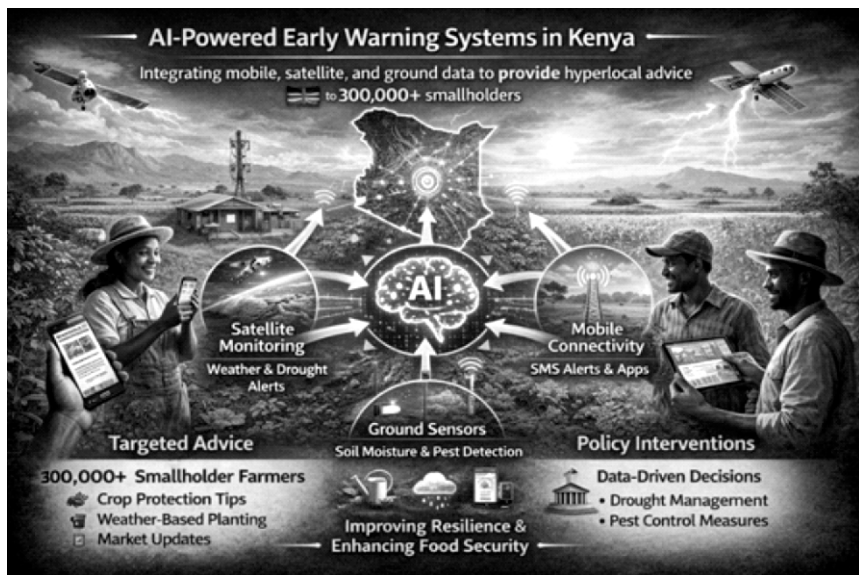 AI-Powered Early Warning Systems in Kenya
Integrating mobile, satellite, and ground data to provide hyperlocal advice
to 300,000+ smallholders
AI
Satellite
Monitoring
Weather & Drought
Alerts
Mobile
Connectivity
SMS Alerts & Apps
Ground Sensors
Soil Moisture & Pest Detection
Targeted Advice
300,000+ Smallholder Farmers
Crop Protection Tips
Weather-Based Planting
Market Updates
Improving Resilience &
Enhancing Food Security
Policy Interventions
Data-Driven Decisions
• Drought Management
• Pest Control Measures